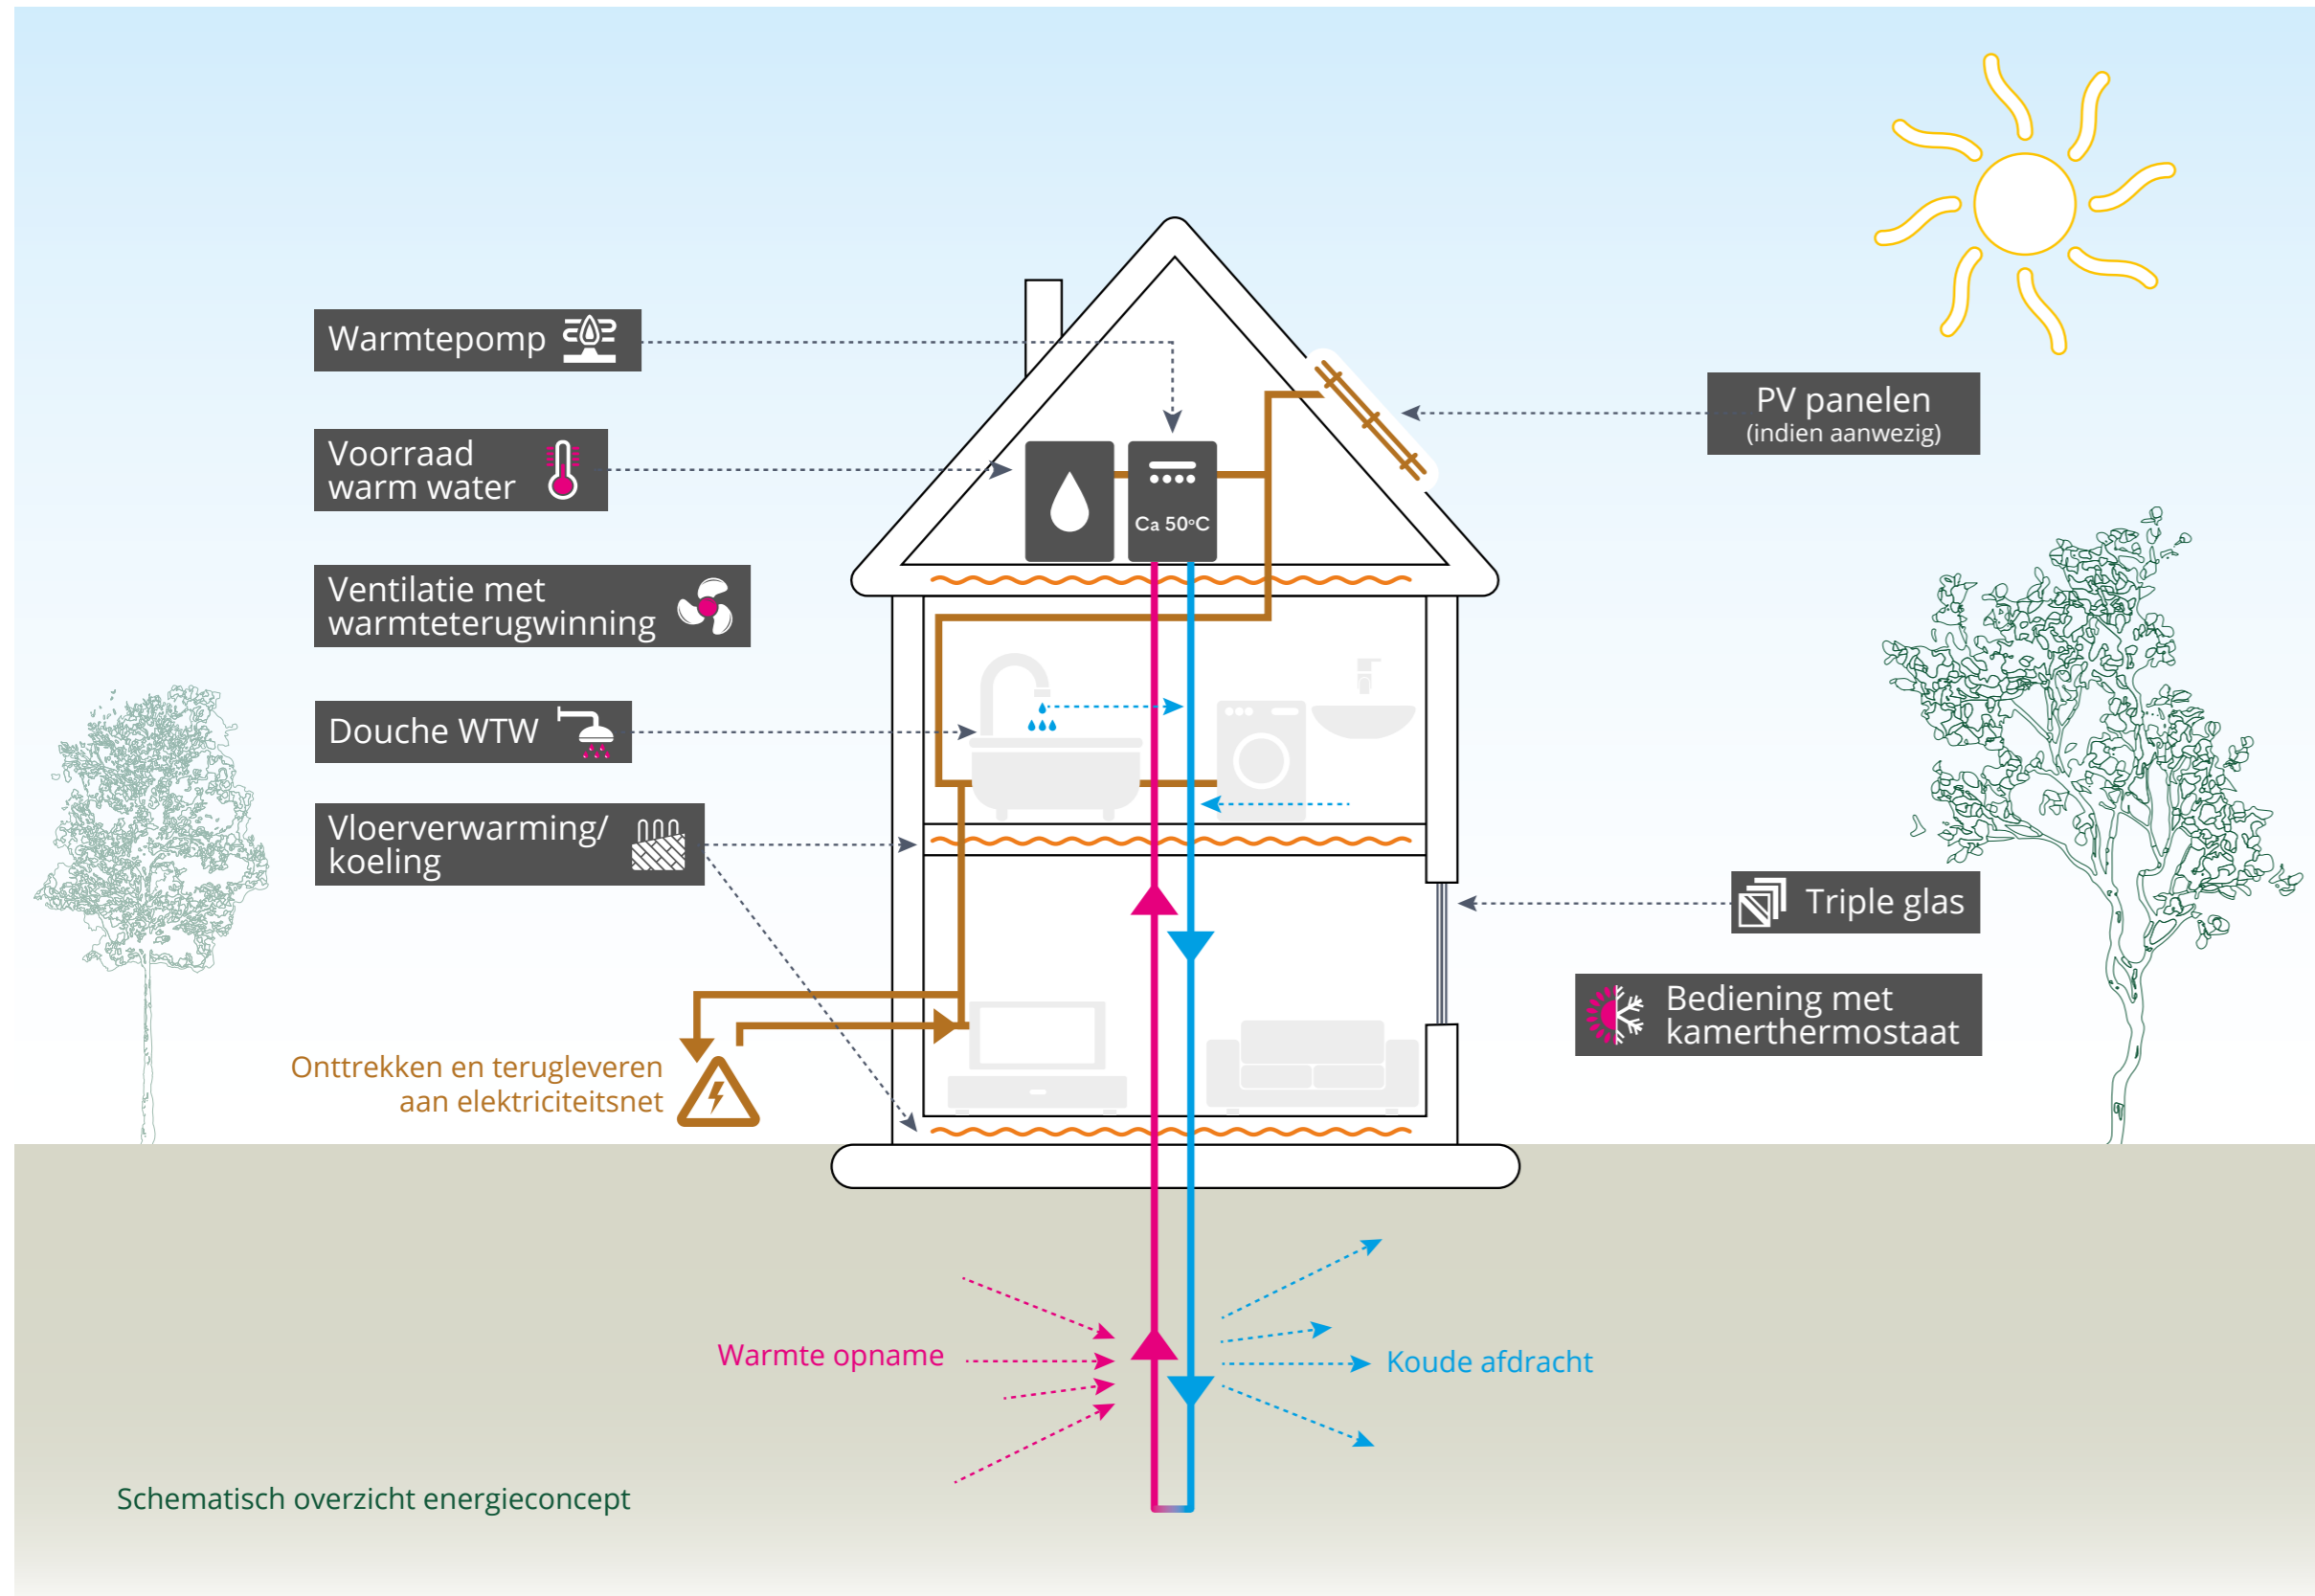 Warmtepomp
Voorraad
warm water
Ventilatie met
warmteterugwinning
Douche WTW
Vloerverwarming/
koeling
Onttrekken en terugleveren
aan elektriciteitsnet
Ca 50°C
PV panelen
(indien aanwezig)
Triple glas
Bediening met
kamerthermostaat
Warmte opname
Koude afdracht
Schematisch overzicht energieconcept